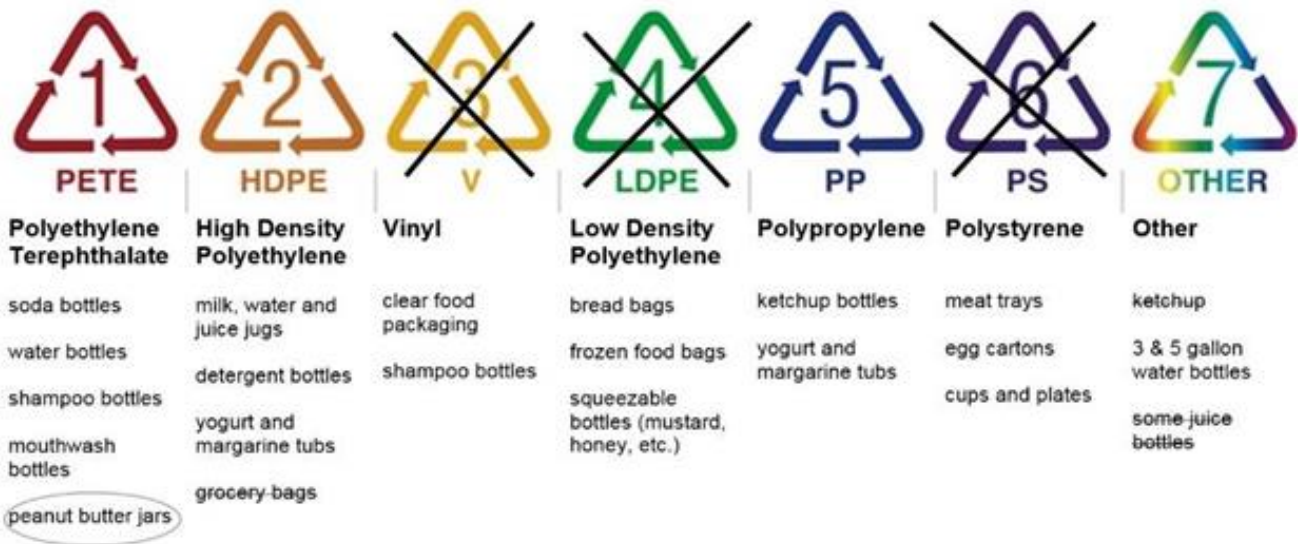 1
PETE
Polyethylene
Terephthalate
soda bottles
water bottles
shampoo bottles
mouthwash
bottles
peanut butter jars
2
HDPE
High Density
Polyethylene
milk, water and
juice jugs
detergent bottles
yogurt and
margarine tubs
grocery bags
3
V
Vinyl
clear food
packaging
shampoo bottles
4
LDPE
Low Density
Polyethylene
bread bags
frozen food bags
squeezable
bottles (mustard,
honey, etc.)
5
PP
Polypropylene
ketchup bottles
yogurt and
margarine tubs
6
PS
Polystyrene
meat trays
egg cartons
cups and plates
7
OTHER
Other
ketchup
3 & 5 gallon
water bottles
some juice
bottles